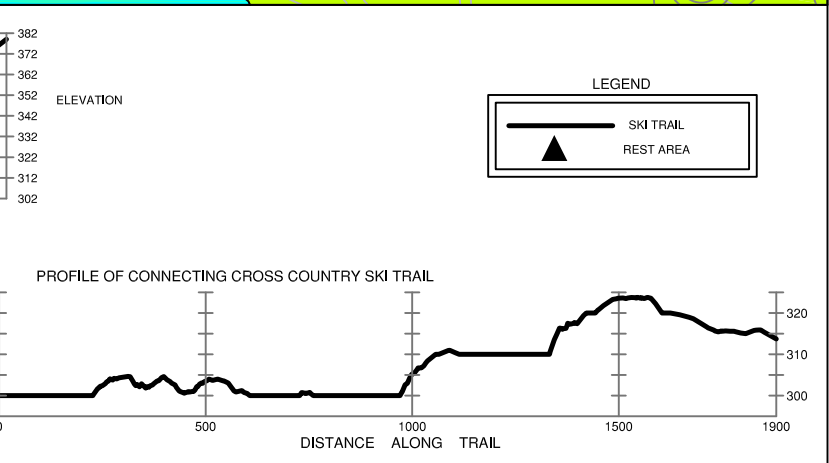 382
372
362
352
342
332
322
312
302
ELEVATION
LEGEND
SKI TRAIL
REST AREA
PROFILE OF CONNECTING CROSS COUNTRY SKI TRAIL
320
310
300
0
500
1000
1500
1900
DISTANCE ALONG TRAIL